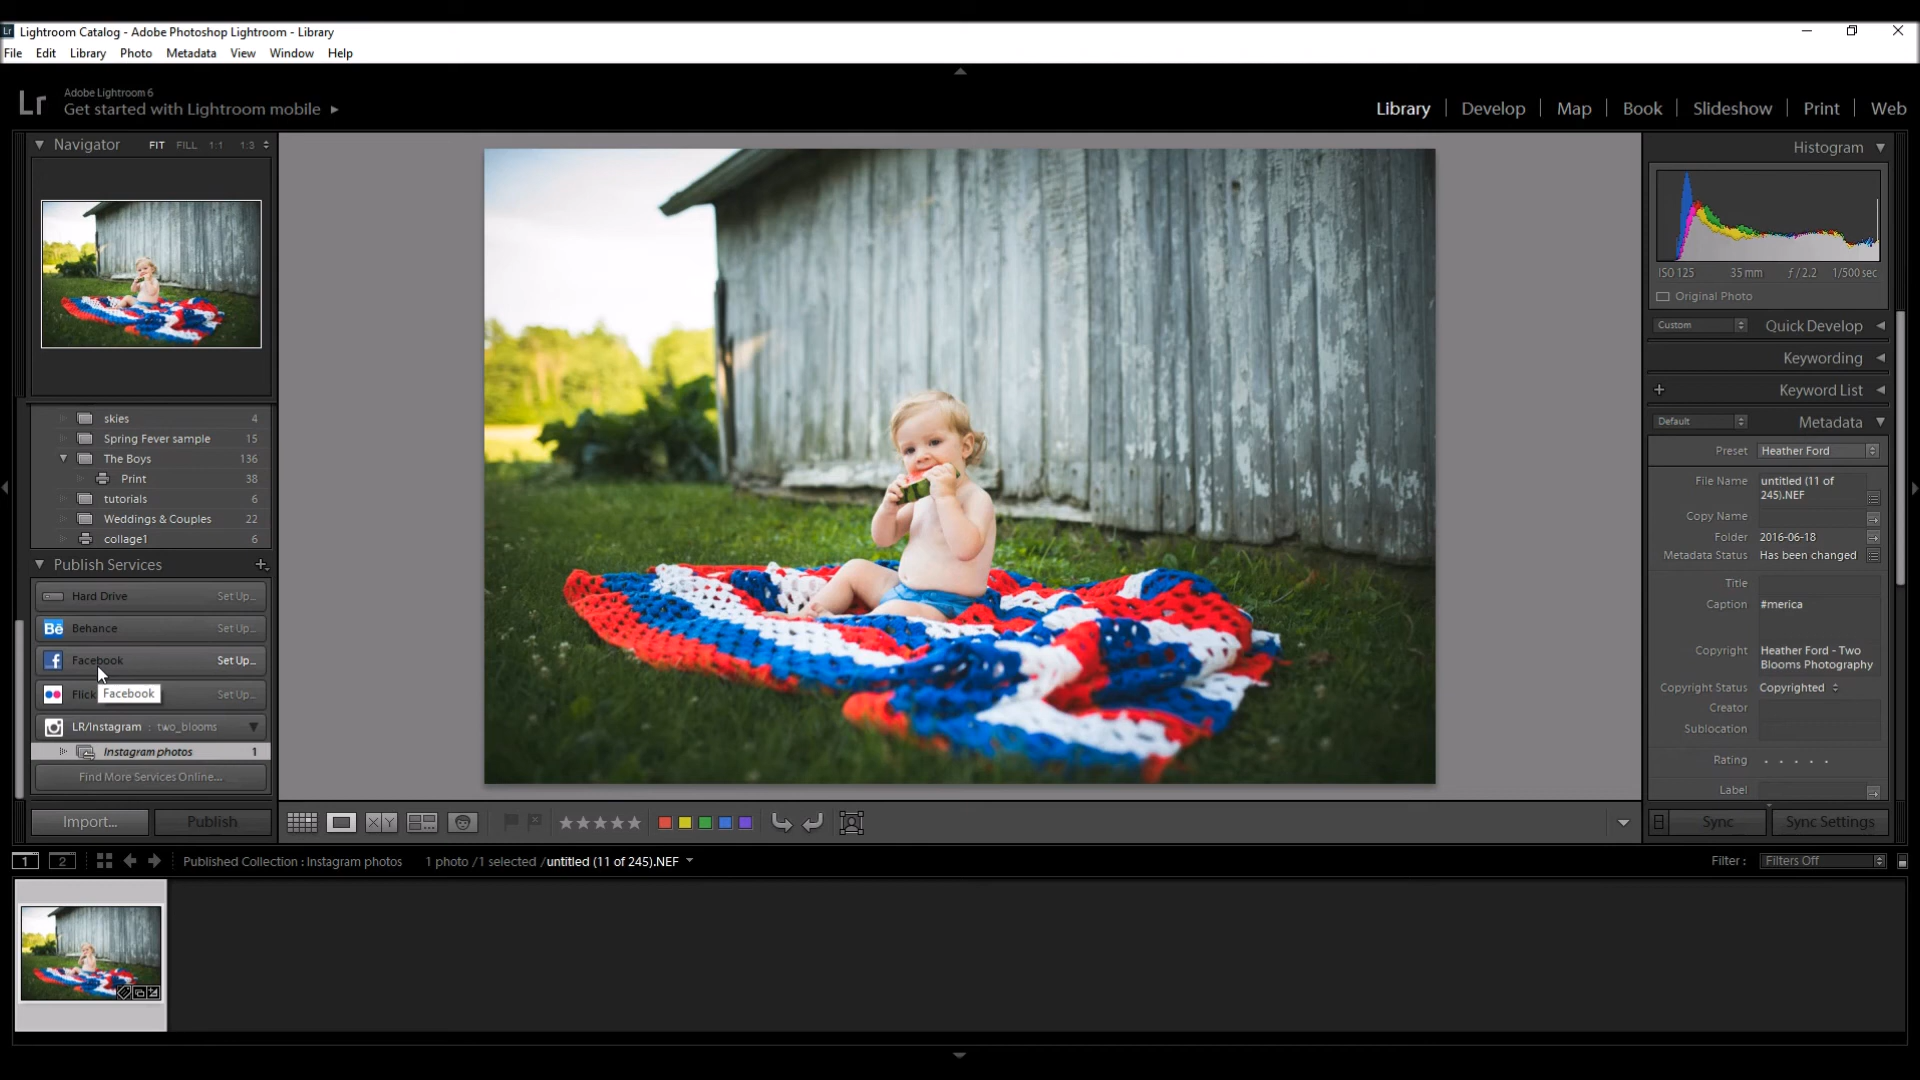 Lr Lightroom Catalog - Adobe Photoshop Lightroom - Library
File Edit Library Photo Metadata View Window Help
Lr
Adobe Lightroom 6
Get started with Lightroom mobile
Library Develop Map Book Slideshow Print Web
Navigator FIT FILL 1:1 1:3
skies 4
Spring Fever sample 15
The Boys 136
Print 38
tutorials 6
Weddings & Couples 22
collage1 6
Publish Services
Hard Drive Set Up...
Bē Behance Set Up...
f Facebook Set Up...
Flick Set Up...
Facebook
LR/Instagram : two_blooms
Instagram photos 1
Find More Services Online...
Import... Publish
Histogram
ISO 125 35 mm ƒ / 2.2 1/500 sec
Original Photo
Custom Quick Develop
Keywording
Keyword List
Default Metadata
Preset Heather Ford
File Name untitled (11 of
245).NEF
Copy Name
Folder 2016-06-18
Metadata Status Has been changed
Title
Caption #merica
Copyright Heather Ford - Two
Blooms Photography
Copyright Status Copyrighted
Creator
Sublocation
Rating
Label
Sync Sync Settings
X Y
1 2 Published Collection : Instagram photos 1 photo / 1 selected / untitled (11 of 245).NEF
Filter : Filters Off